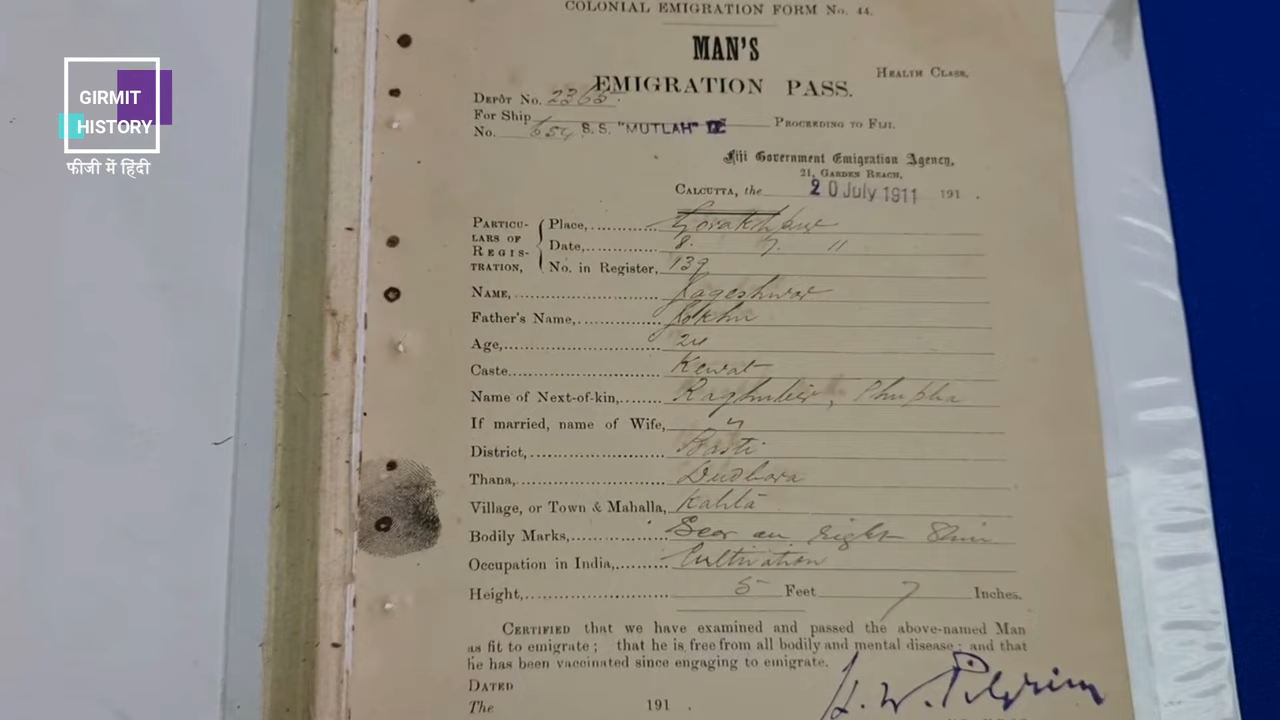 GIRMIT
HISTORY
फीजी में हिंदी
COLONIAL EMIGRATION FORM No. 44.
MAN'S
HEALTH CLASS,
EMIGRATION PASS.
DEPÔT No. 2365.
For Ship
No. 654. S. S. "MUTLAH" PROCEEDING TO FIJI.
Fiji Government Emigration Agency,
21, GARDEN REACH,
CALCUTTA, the 20 July 1911 191 .
PARTICULARS OF REGISTRATION,
Place, Gorakhpur
Date, 8. 7. 11
No. in Register, 139
NAME, Jageshwar
Father's Name, Jokhu
Age, 24
Caste Kewat
Name of Next-of-kin, Raghubir, Phupha
If married, name of Wife,
District, Basti
Thana, Dudhara
Village, or Town & Mahalla, Kahla
Bodily Marks, Scar on right Shin
Occupation in India, Cultivation
Height, 5 Feet 7 Inches.
CERTIFIED that we have examined and passed the above-named Man
as fit to emigrate ; that he is free from all bodily and mental disease ; and that
he has been vaccinated since engaging to emigrate.
DATED
The 191 .
H. W. Pilgrim